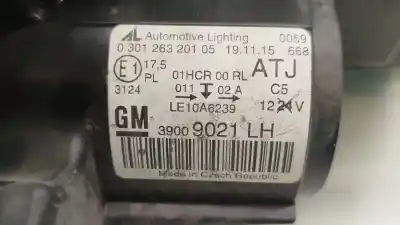 AL Automotive Lighting 0059
0 301 263 201 05 19.11.15 668
E1 17,5 01HCR 00 RL ATJ
PL
3124 011 02 A C5
LE10A6239 12 24 V
GM 3900 9021 LH
Made in Czech Republic